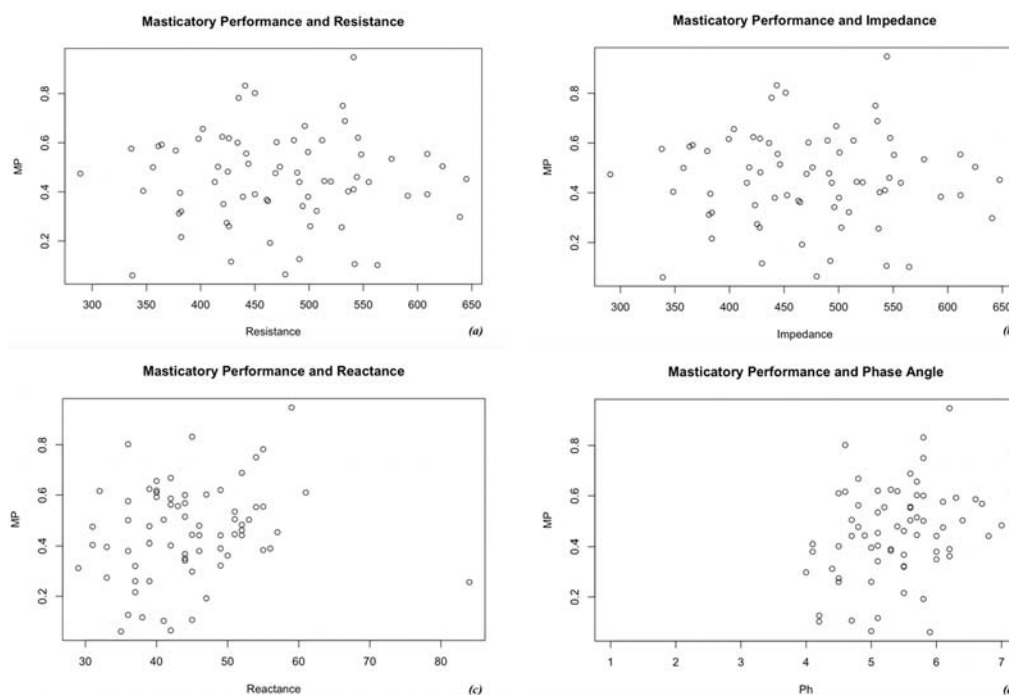 Masticatory Performance and Resistance
MP
0.2 0.4 0.6 0.8
300 350 400 450 500 550 600 650
Resistance
(a)
Masticatory Performance and Impedance
MP
0.2 0.4 0.6 0.8
300 350 400 450 500 550 600
Impedance
Masticatory Performance and Reactance
MP
0.2 0.4 0.6 0.8
30 40 50 60 70 80
Reactance
(c)
Masticatory Performance and Phase Angle
MP
0.2 0.4 0.6 0.8
1 2 3 4 5 6 7
Ph